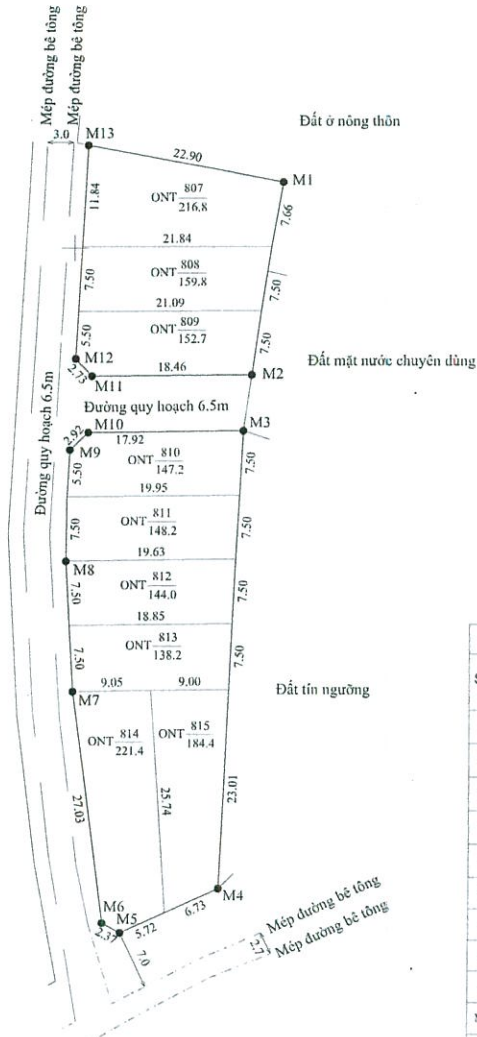 Mép đường bê tông
Mép đường bê tông
3.0
M13
Đất ở nông thôn
22.90
M1
11.84
ONT 807
216.8
7.66
21.84
7.50
ONT 808
159.8
7.50
21.09
5.50
ONT 809
152.7
7.50
M12
2.73
M11
18.46
M2
Đất mặt nước chuyên dùng
Đường quy hoạch 6.5m
Đường quy hoạch 6.5m
M10
M3
2.92
17.92
M9
5.50
ONT 810
147.2
7.50
19.95
7.50
ONT 811
148.2
7.50
19.63
M8
7.50
ONT 812
144.0
7.50
18.85
7.50
ONT 813
138.2
7.50
9.05
9.00
Đất tín ngưỡng
M7
ONT 814
221.4
ONT 815
184.4
27.03
25.74
23.01
M4
6.73
M6
M5
2.37
5.72
7.0
Mép đường bê tông
2.7
Mép đường bê tông